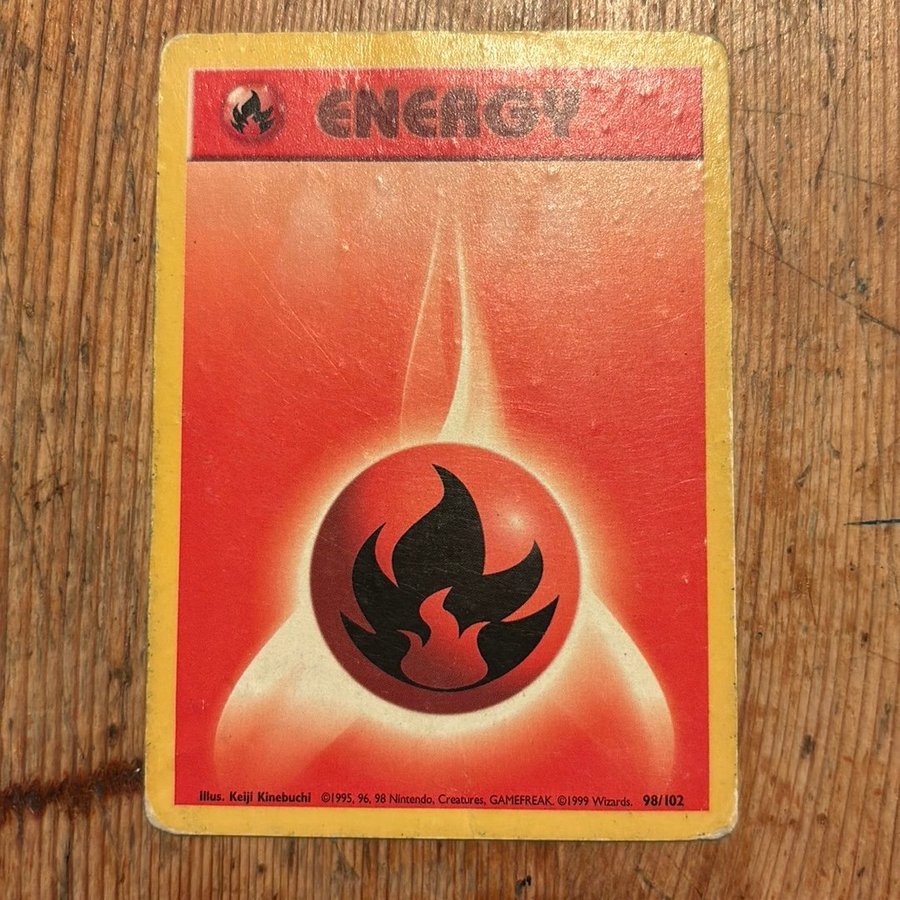 ENERGY
Illus. Keiji Kinebuchi ©1995, 96, 98 Nintendo, Creatures, GAMEFREAK. ©1999 Wizards. 98/102